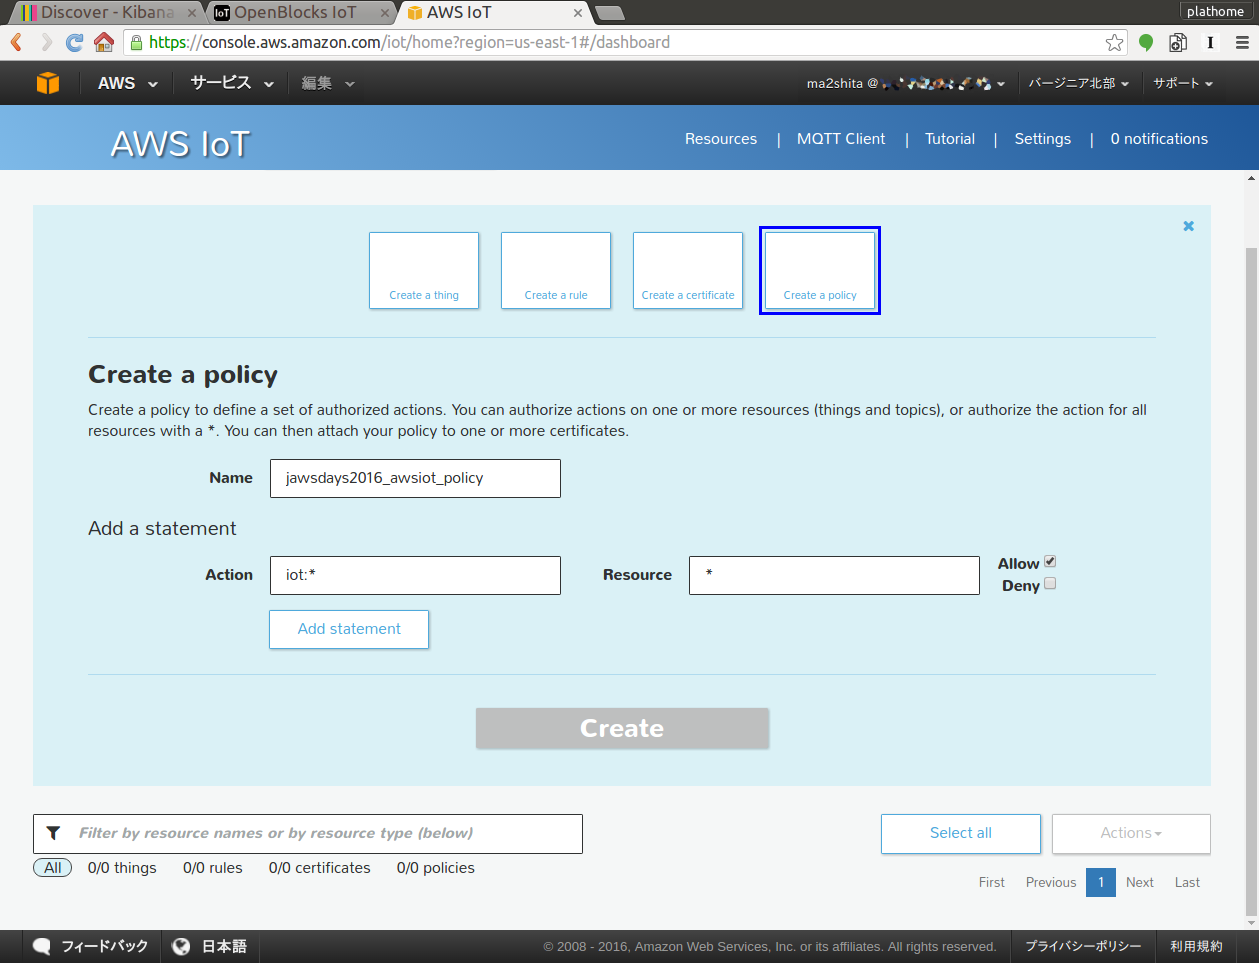 Discover - Kibana
IoT OpenBlocks IoT
AWS IoT
plathome
https://console.aws.amazon.com/iot/home?region=us-east-1#/dashboard
AWS サービス 編集 ma2shita @ バージニア北部 サポート
AWS IoT
Resources | MQTT Client | Tutorial | Settings | 0 notifications
Create a thing Create a rule Create a certificate Create a policy
Create a policy
Create a policy to define a set of authorized actions. You can authorize actions on one or more resources (things and topics), or authorize the action for all
resources with a *. You can then attach your policy to one or more certificates.
Name jawsdays2016_awsiot_policy
Add a statement
Action iot:* Resource * Allow
Deny
Add statement
Create
Filter by resource names or by resource type (below) Select all Actions
All 0/0 things 0/0 rules 0/0 certificates 0/0 policies
First Previous 1 Next Last
フィードバック 日本語 © 2008 - 2016, Amazon Web Services, Inc. or its affiliates. All rights reserved. プライバシーポリシー 利用規約